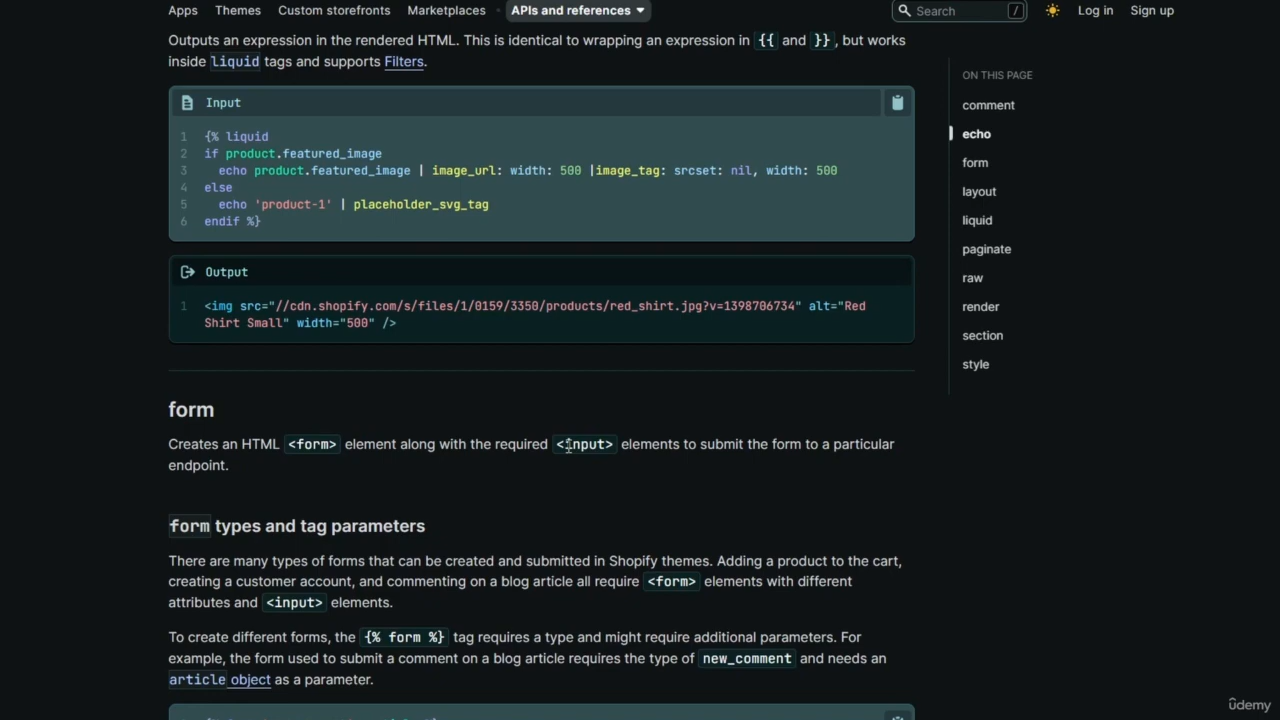 Apps Themes Custom storefronts Marketplaces APIs and references Search / Log in Sign up
Outputs an expression in the rendered HTML. This is identical to wrapping an expression in {{ and }}, but works
inside liquid tags and supports Filters.
Input
1 {% liquid
2 if product.featured_image
3   echo product.featured_image | image_url: width: 500 |image_tag: srcset: nil, width: 500
4 else
5   echo 'product-1' | placeholder_svg_tag
6 endif %}
Output
1 <img src="//cdn.shopify.com/s/files/1/0159/3350/products/red_shirt.jpg?v=1398706734" alt="Red
Shirt Small" width="500" />
form
Creates an HTML <form> element along with the required <input> elements to submit the form to a particular
endpoint.
form types and tag parameters
There are many types of forms that can be created and submitted in Shopify themes. Adding a product to the cart,
creating a customer account, and commenting on a blog article all require <form> elements with different
attributes and <input> elements.
To create different forms, the {% form %} tag requires a type and might require additional parameters. For
example, the form used to submit a comment on a blog article requires the type of new_comment and needs an
article object as a parameter.
ON THIS PAGE
comment
echo
form
layout
liquid
paginate
raw
render
section
style
ûdemy